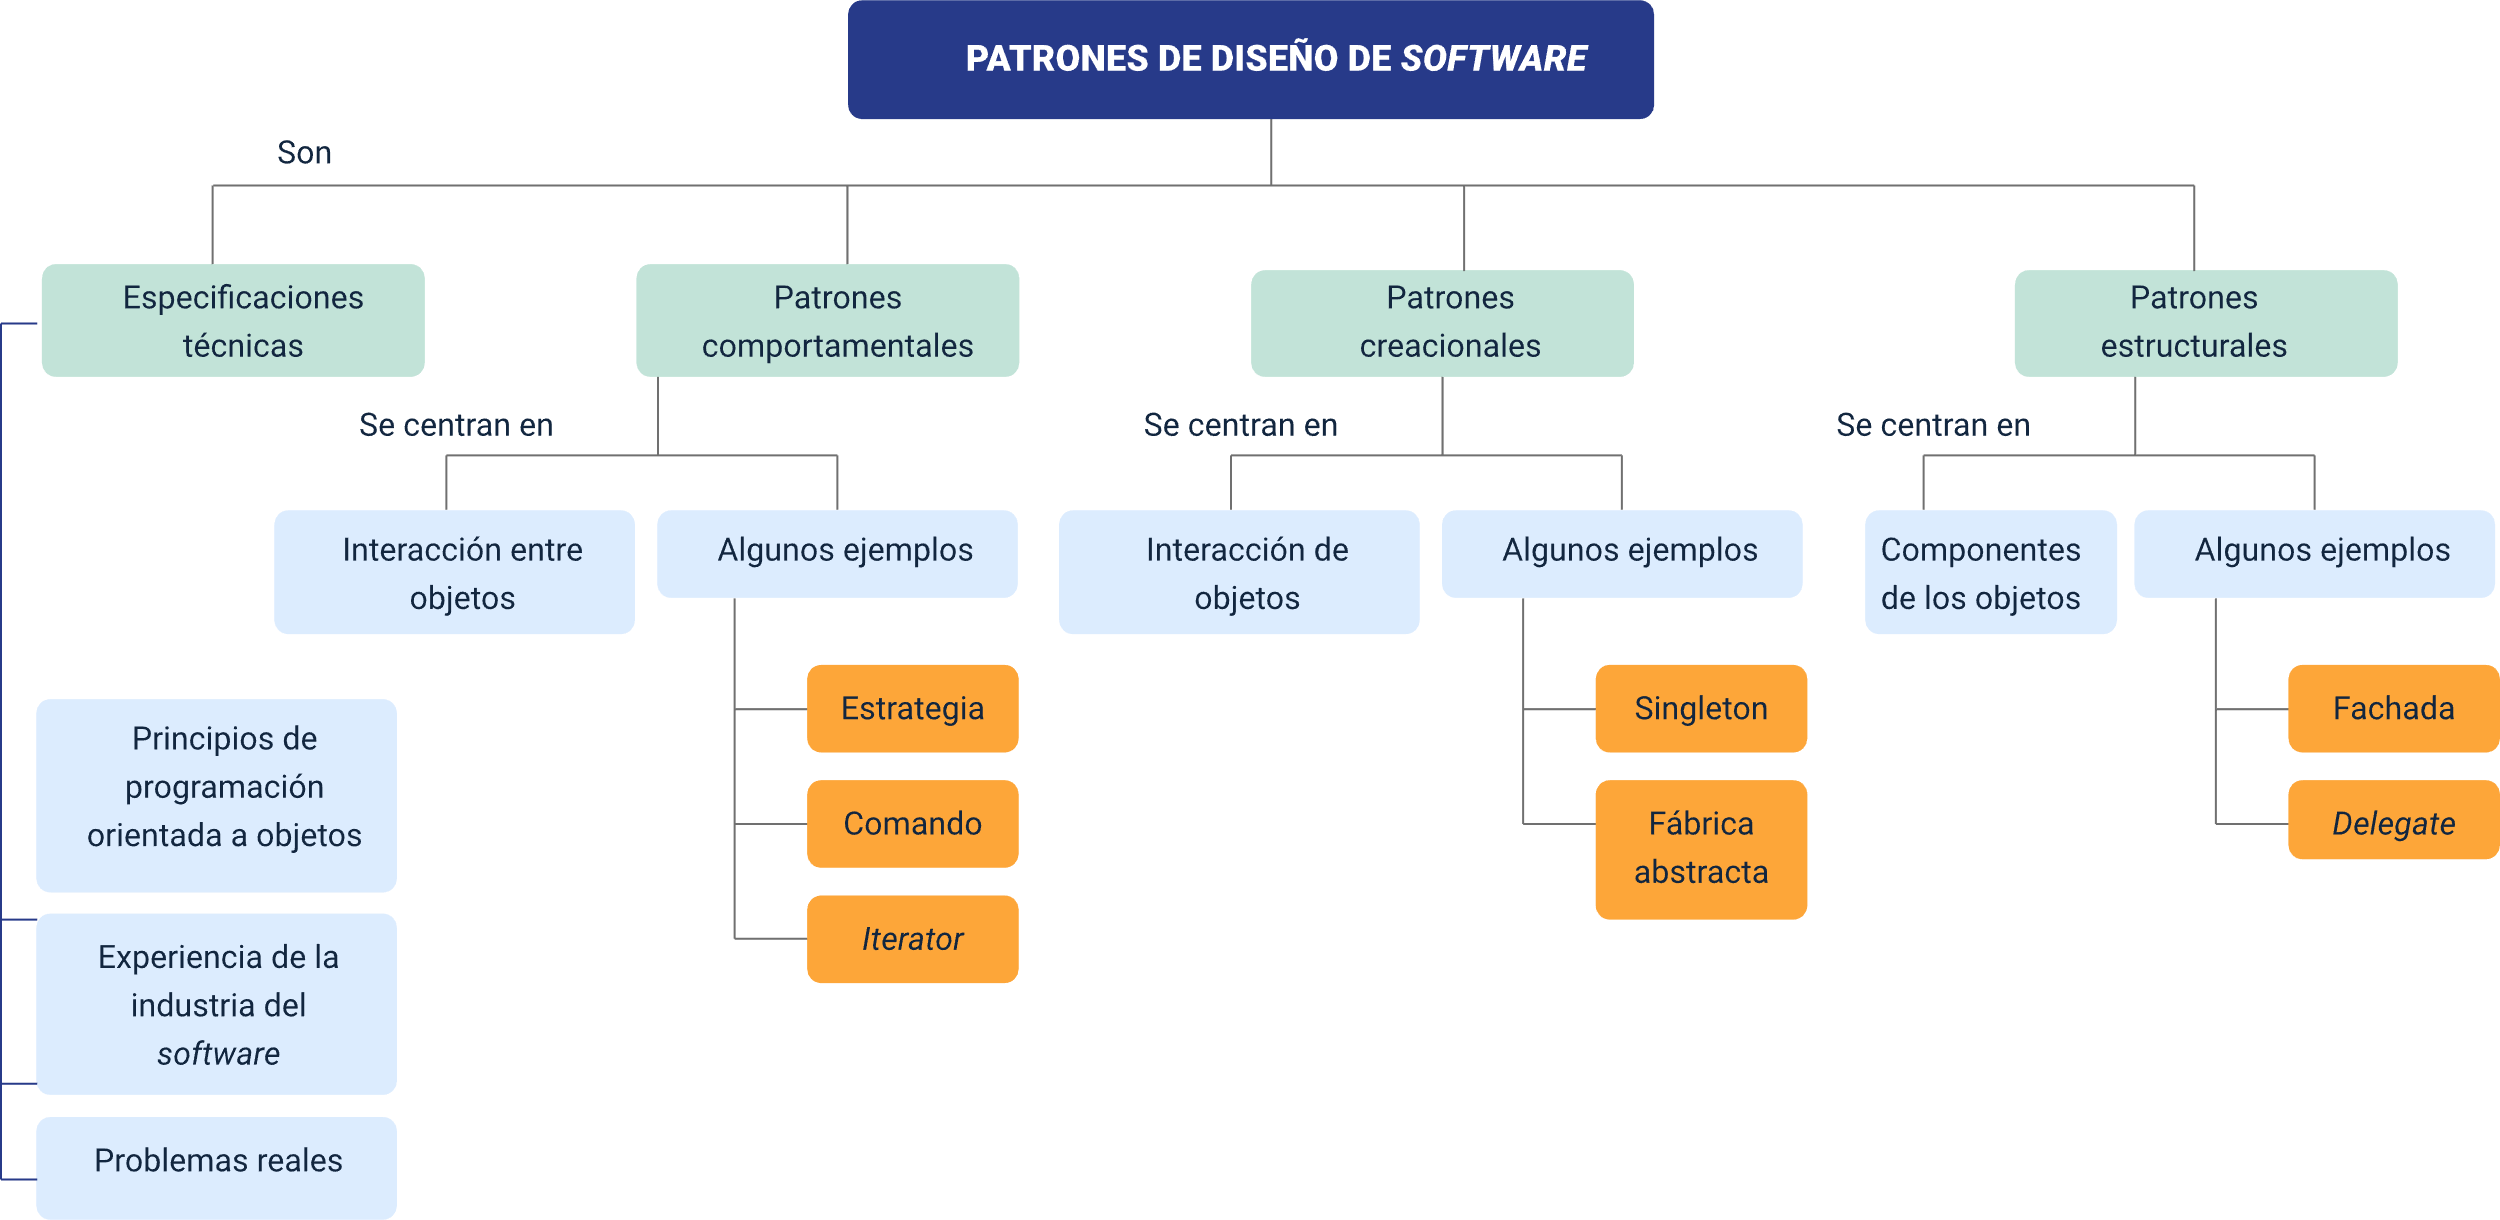 PATRONES DE DISEÑO DE SOFTWARE
Son
Especificaciones
técnicas
Patrones
comportamentales
Patrones
creacionales
Patrones
estructurales
Se centran en
Se centran en
Se centran en
Interacción entre
objetos
Algunos ejemplos
Interacción de
objetos
Algunos ejemplos
Componentes
de los objetos
Algunos ejemplos
Estrategia
Comando
Iterator
Singleton
Fábrica
abstracta
Fachada
Delegate
Principios de
programación
orientada a objetos
Experiencia de la
industria del
software
Problemas reales